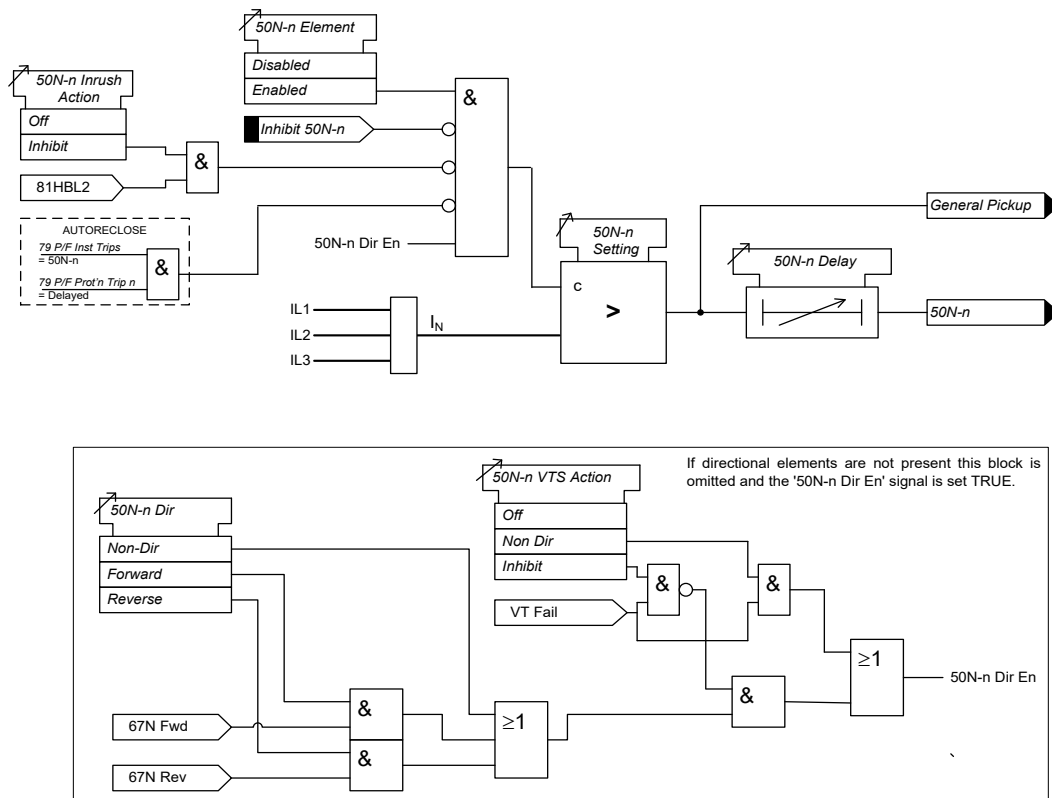 50N-n Element
Disabled
Enabled
50N-n Inrush
Action
Off
Inhibit
81HBL2
&
Inhibit 50N-n
&
AUTORECLOSE
79 P/F Inst Trips
= 50N-n
79 P/F Prot'n Trip n
= Delayed
&
50N-n Dir En
50N-n
Setting
c
>
IL1
IL2
IL3
IN
General Pickup
50N-n Delay
50N-n
If directional elements are not present this block is
omitted and the '50N-n Dir En' signal is set TRUE.
50N-n Dir
Non-Dir
Forward
Reverse
50N-n VTS Action
Off
Non Dir
Inhibit
VT Fail
&
&
≥1
50N-n Dir En
&
67N Fwd
67N Rev
&
&
≥1
`